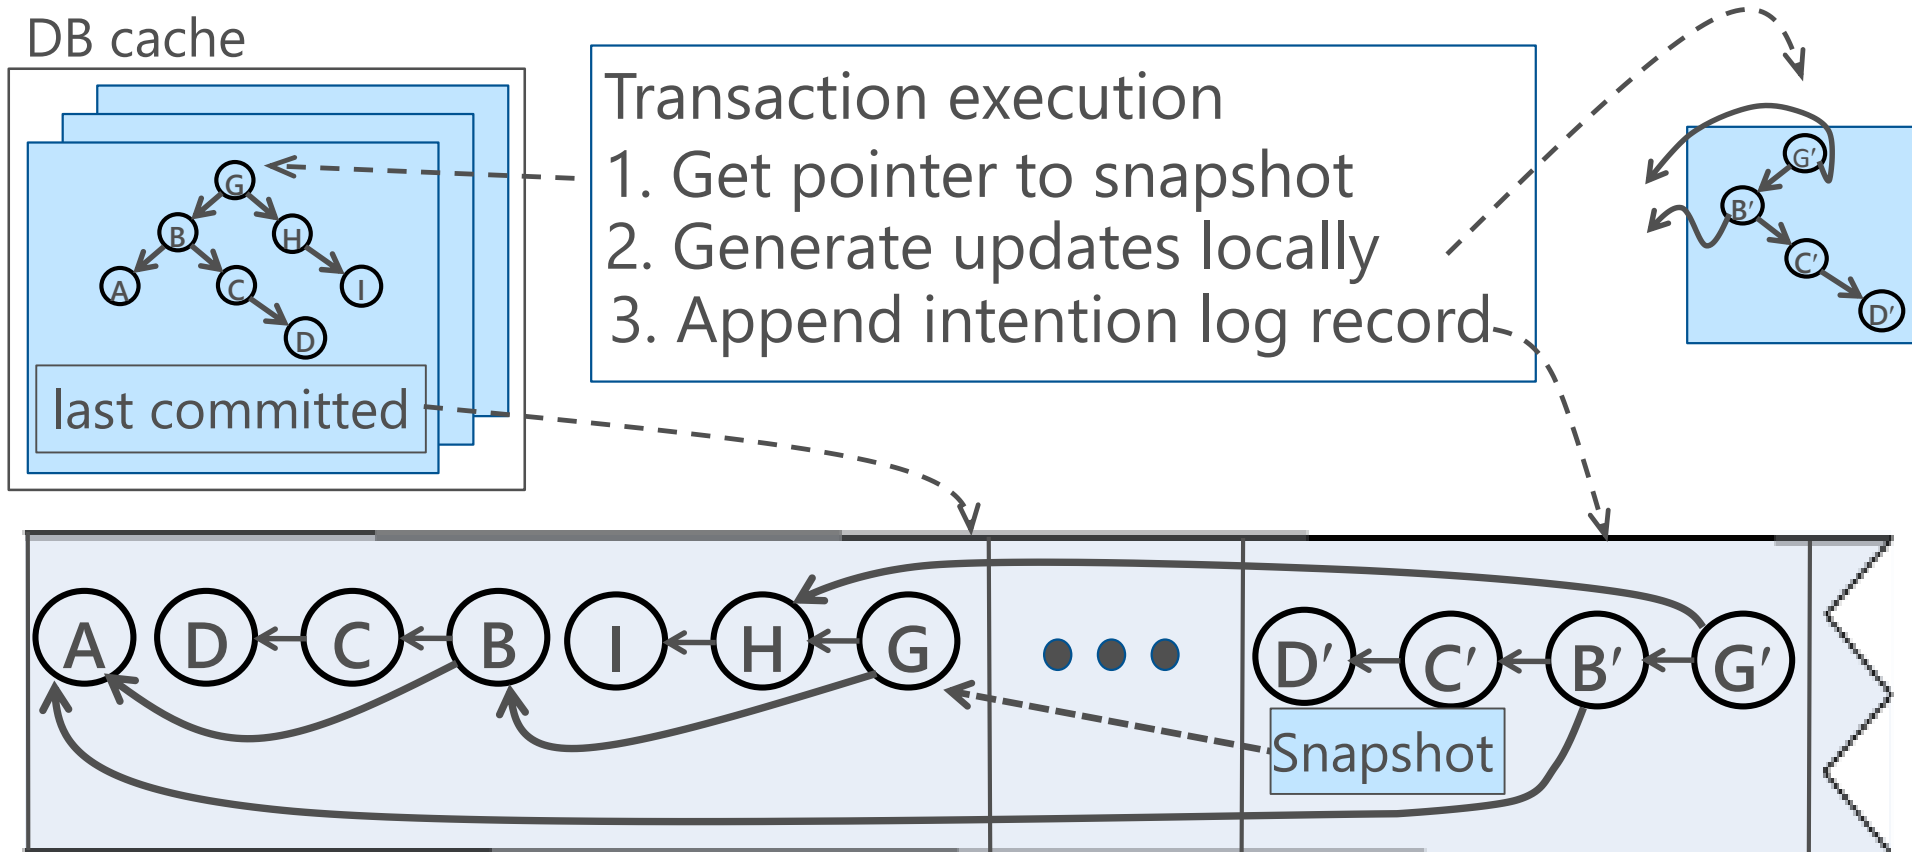 DB cache
Transaction execution
1. Get pointer to snapshot
2. Generate updates locally
3. Append intention log record
G
B H
A C I
D
last committed
G′
B′
C′
D′
A D C B I H G D′ C′ B′ G′
Snapshot